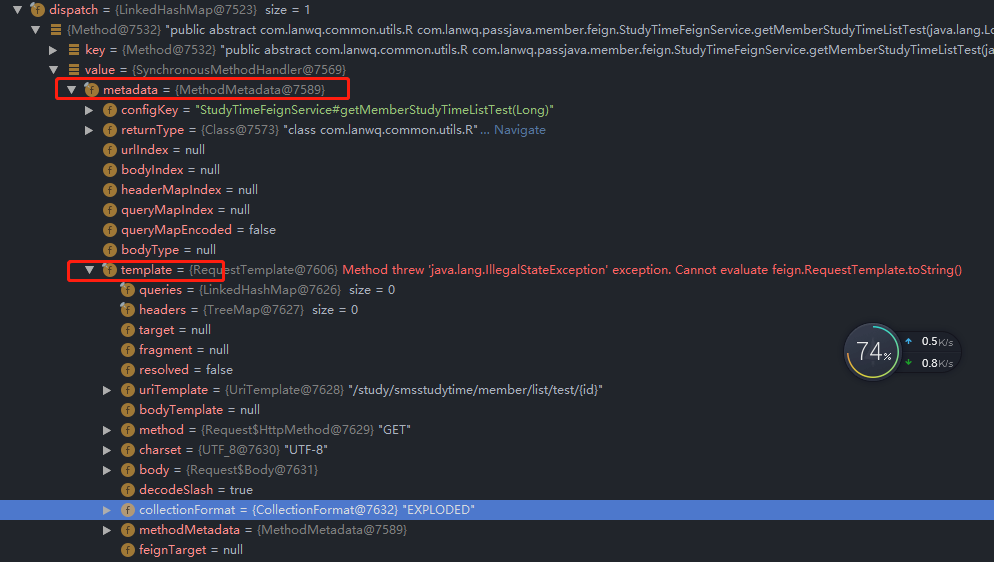 dispatch = {LinkedHashMap@7523} size = 1
{Method@7532} "public abstract com.lanwq.common.utils.R com.lanwq.passjava.member.feign.StudyTimeFeignService.getMemberStudyTimeListTest(java.lang.Lo
key = {Method@7532} "public abstract com.lanwq.common.utils.R com.lanwq.passjava.member.feign.StudyTimeFeignService.getMemberStudyTimeListTest(ja
value = {SynchronousMethodHandler@7569}
metadata = {MethodMetadata@7589}
configKey = "StudyTimeFeignService#getMemberStudyTimeListTest(Long)"
returnType = {Class@7573} "class com.lanwq.common.utils.R" ... Navigate
urlIndex = null
bodyIndex = null
headerMapIndex = null
queryMapIndex = null
queryMapEncoded = false
bodyType = null
template = {RequestTemplate@7606} Method threw 'java.lang.IllegalStateException' exception. Cannot evaluate feign.RequestTemplate.toString()
queries = {LinkedHashMap@7626} size = 0
headers = {TreeMap@7627} size = 0
target = null
fragment = null
resolved = false
uriTemplate = {UriTemplate@7628} "/study/smsstudytime/member/list/test/{id}"
bodyTemplate = null
method = {Request$HttpMethod@7629} "GET"
charset = {UTF_8@7630} "UTF-8"
body = {Request$Body@7631}
decodeSlash = true
collectionFormat = {CollectionFormat@7632} "EXPLODED"
methodMetadata = {MethodMetadata@7589}
feignTarget = null
74%
0.5K/s
0.8K/s